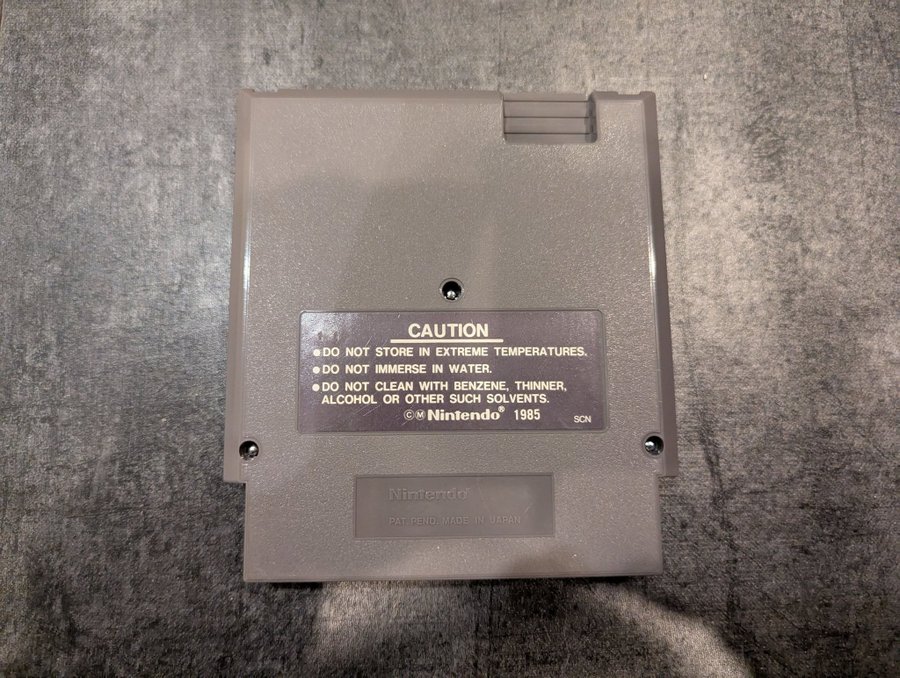 CAUTION
●DO NOT STORE IN EXTREME TEMPERATURES.
●DO NOT IMMERSE IN WATER.
●DO NOT CLEAN WITH BENZENE, THINNER,
ALCOHOL OR OTHER SUCH SOLVENTS.
ⒸⓂ Nintendo® 1985
SCN
Nintendo®
PAT. PEND. MADE IN JAPAN